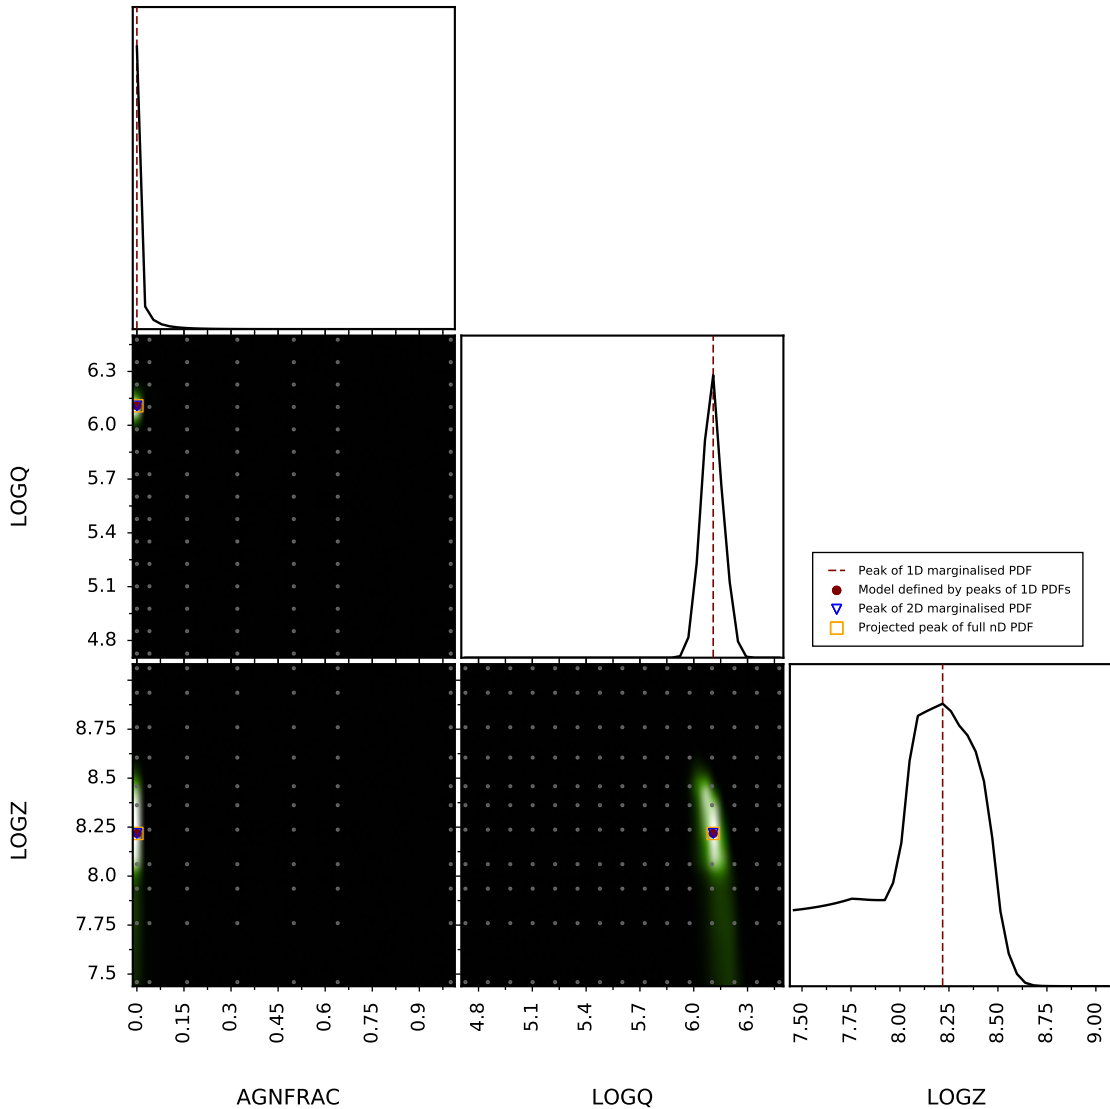 6.3
6.0
5.7
5.4
5.1
4.8
LOGQ
Peak of 1D marginalised PDF
Model defined by peaks of 1D PDFs
Peak of 2D marginalised PDF
Projected peak of full nD PDF
8.75
8.5
8.25
8.0
7.75
7.5
LOGZ
0.0 0.15 0.3 0.45 0.6 0.75 0.9
4.8 5.1 5.4 5.7 6.0 6.3
7.50 7.75 8.00 8.25 8.50 8.75 9.00
AGNFRAC LOGQ LOGZ